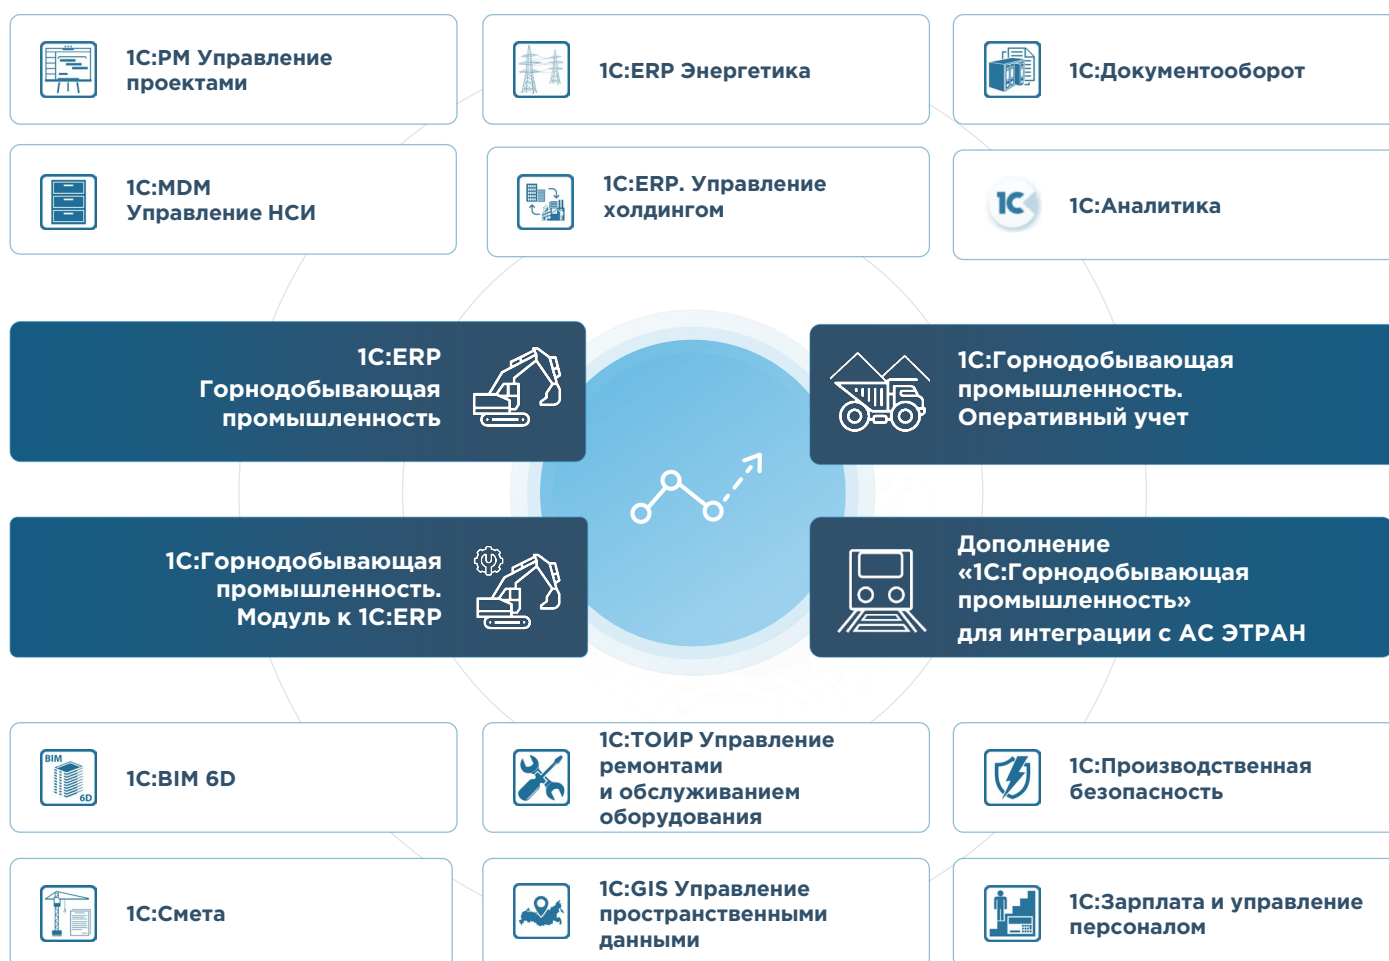 1С:PM Управление
проектами
1С:ERP Энергетика
1С:Документооборот
1С:MDM
Управление НСИ
1С:ERP. Управление
холдингом
1С
1С:Аналитика
1С:ERP
Горнодобывающая
промышленность
1С:Горнодобывающая
промышленность.
Оперативный учет
1С:Горнодобывающая
промышленность.
Модуль к 1С:ERP
Дополнение
«1С:Горнодобывающая
промышленность»
для интеграции с АС ЭТРАН
BIM
6D
1С:BIM 6D
1С:ТОИР Управление
ремонтами
и обслуживанием
оборудования
1С:Производственная
безопасность
1С:Смета
1С:GIS Управление
пространственными
данными
1С:Зарплата и управление
персоналом